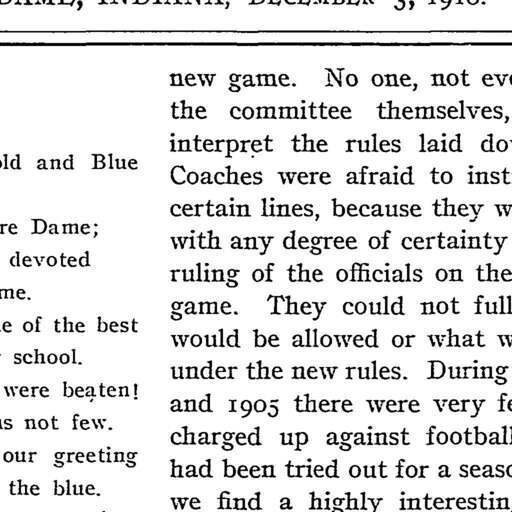 DAME, INDIANA, DECEMBER 3, 1910.
old and Blue
re Dame;
devoted
me.
e of the best
school.
were beaten!
as not few.
our greeting
the blue.
new game. No one, not eve
the committee themselves,
interpret the rules laid do
Coaches were afraid to inst
certain lines, because they w
with any degree of certainty
ruling of the officials on the
game. They could not full
would be allowed or what w
under the new rules. During
and 1905 there were very fe
charged up against football
had been tried out for a seaso
we find a highly interesting